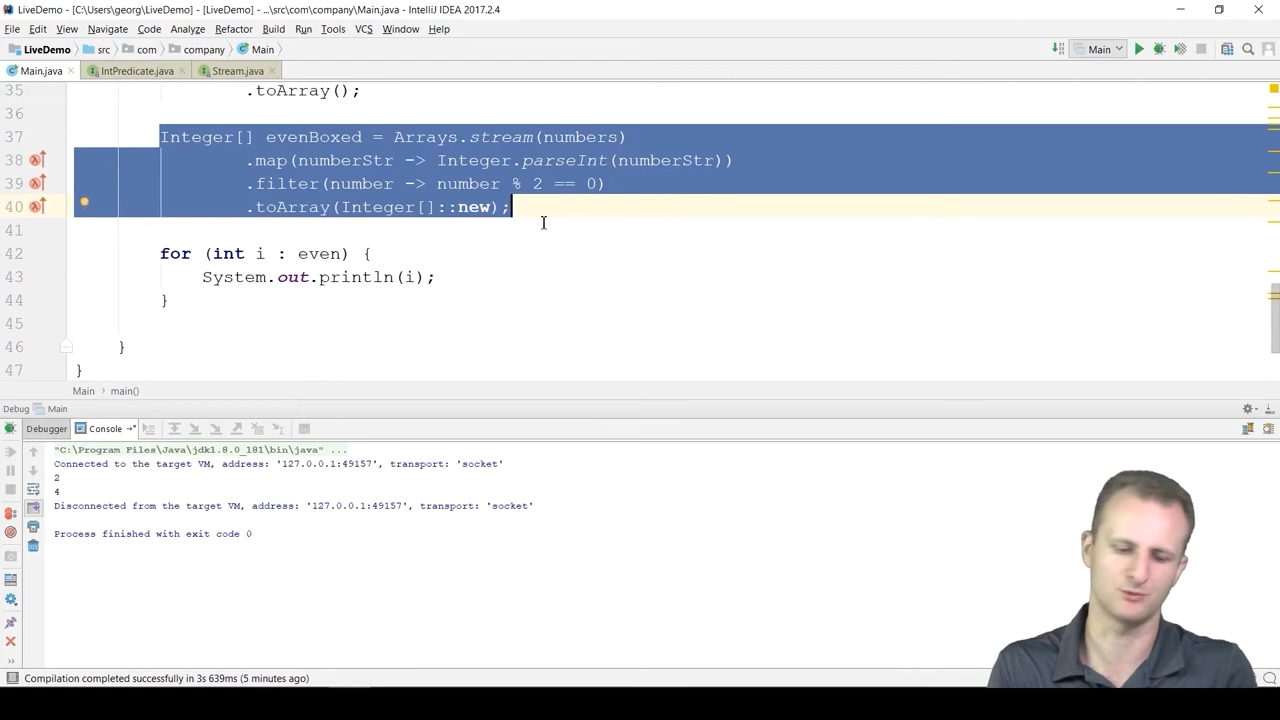 LiveDemo - [C:\Users\georg\LiveDemo] - [LiveDemo] - ...\src\com\company\Main.java - IntelliJ IDEA 2017.2.4
File Edit View Navigate Code Analyze Refactor Build Run Tools VCS Window Help
LiveDemo src com company Main Main
Main.java IntPredicate.java Stream.java
35 .toArray();
36
37 Integer[] evenBoxed = Arrays.stream(numbers)
38 .map(numberStr -> Integer.parseInt(numberStr))
39 .filter(number -> number % 2 == 0)
40 .toArray(Integer[]::new);
41
42 for (int i : even) {
43 System.out.println(i);
44 }
45
46 }
47 }
Main › main()
Debug Main
Debugger Console
"C:\Program Files\Java\jdk1.8.0_181\bin\java" ...
Connected to the target VM, address: '127.0.0.1:49157', transport: 'socket'
2
4
Disconnected from the target VM, address: '127.0.0.1:49157', transport: 'socket'
Process finished with exit code 0
Compilation completed successfully in 3s 639ms (5 minutes ago)